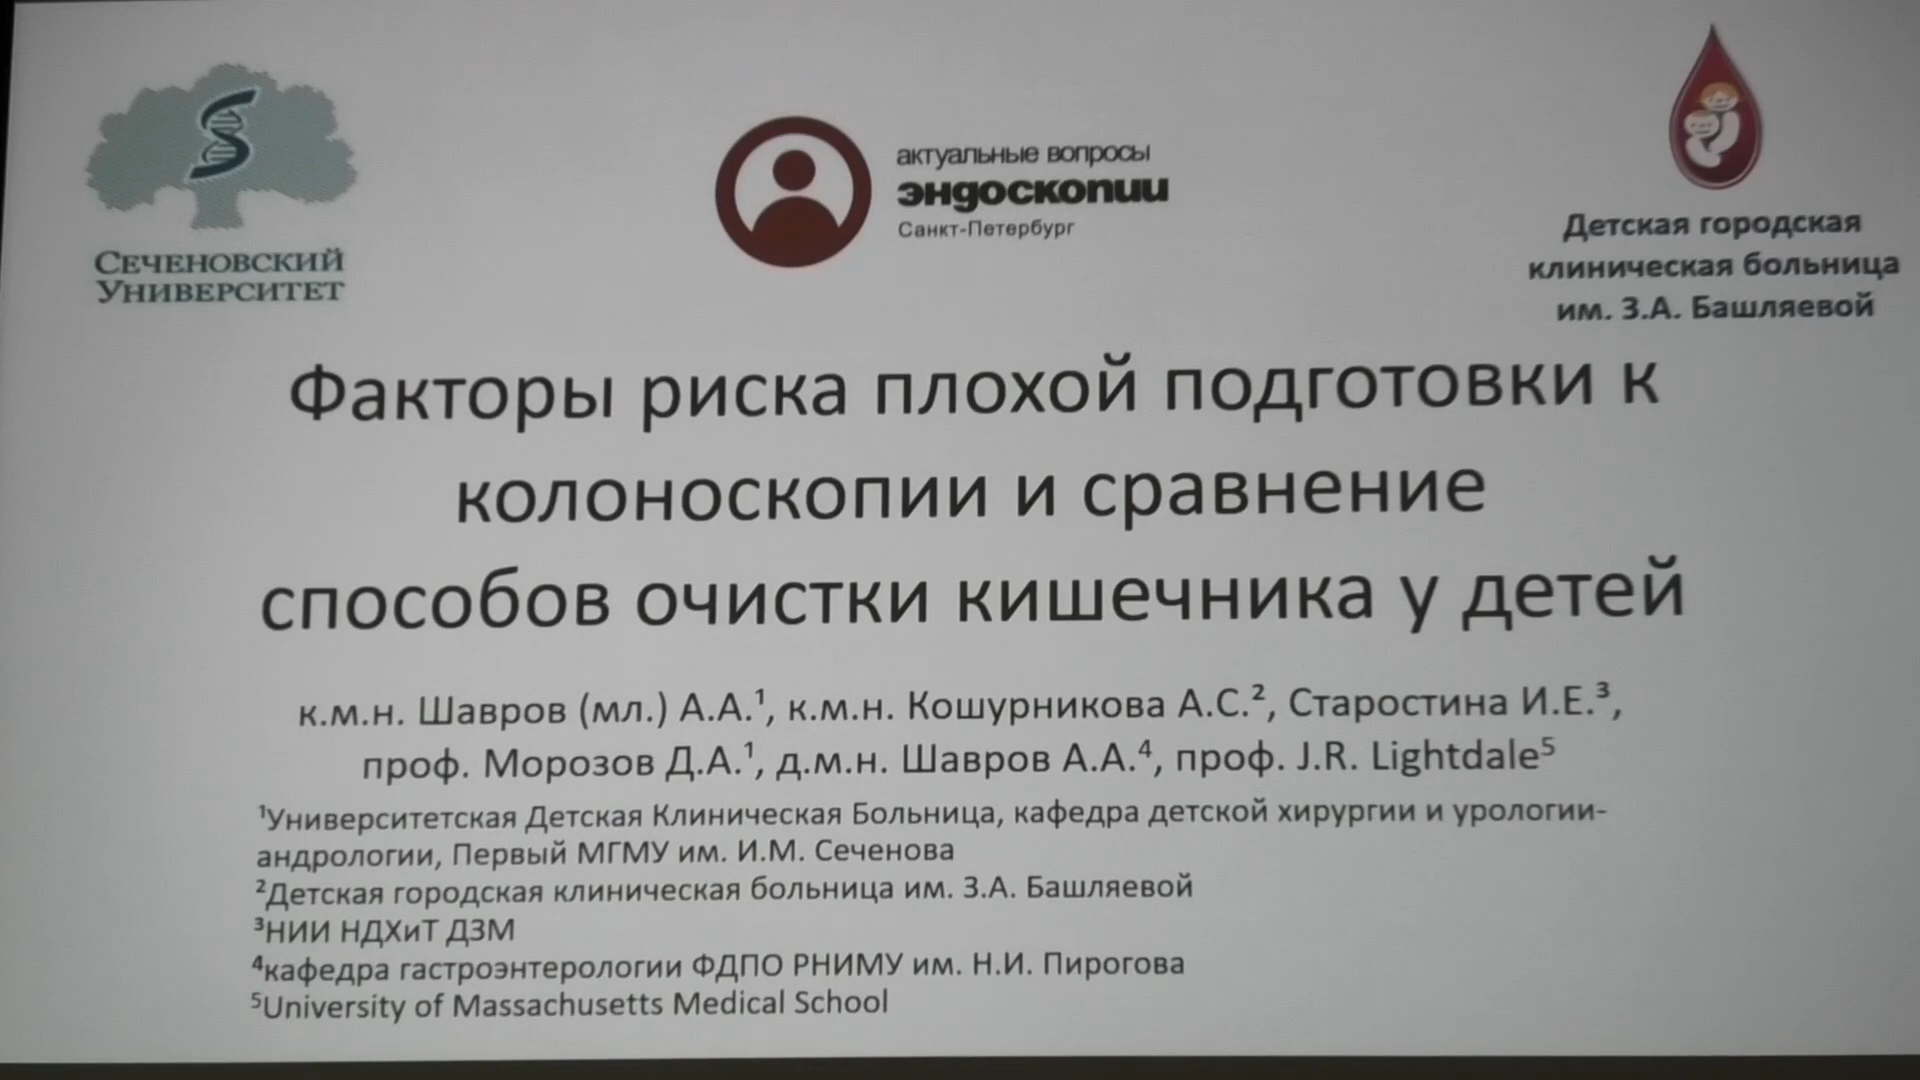 Сеченовский
Университет
актуальные вопросы
эндоскопии
Санкт-Петербург
Детская городская
клиническая больница
им. З.А. Башляевой
Факторы риска плохой подготовки к
колоноскопии и сравнение
способов очистки кишечника у детей
к.м.н. Шавров (мл.) А.А.¹, к.м.н. Кошурникова А.С.², Старостина И.Е.³,
проф. Морозов Д.А.¹, д.м.н. Шавров А.А.⁴, проф. J.R. Lightdale⁵
¹Университетская Детская Клиническая Больница, кафедра детской хирургии и урологии-
андрологии, Первый МГМУ им. И.М. Сеченова
²Детская городская клиническая больница им. З.А. Башляевой
³НИИ НДХиТ ДЗМ
⁴кафедра гастроэнтерологии ФДПО РНИМУ им. Н.И. Пирогова
⁵University of Massachusetts Medical School